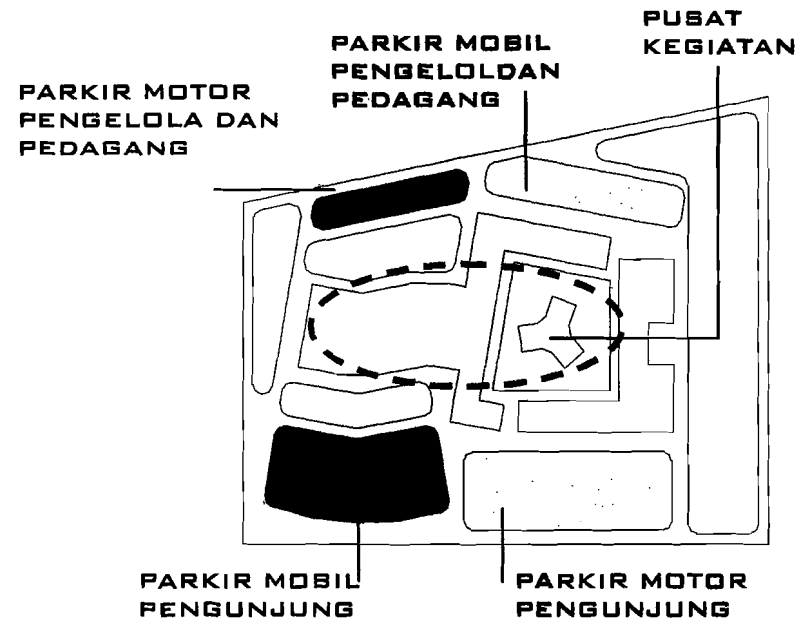 PUSAT
KEGIATAN
PARKIR MOBIL
PENGELOLDAN
PEDAGANG
PARKIR MOTOR
PENGELOLA DAN
PEDAGANG
PARKIR MOBIL
PENGUNJUNG
PARKIR MOTOR
PENGUNJUNG